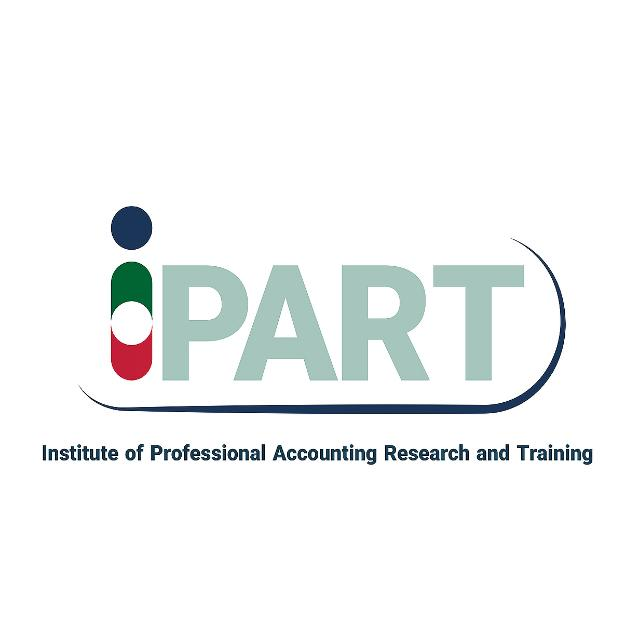 iPART
Institute of Professional Accounting Research and Training